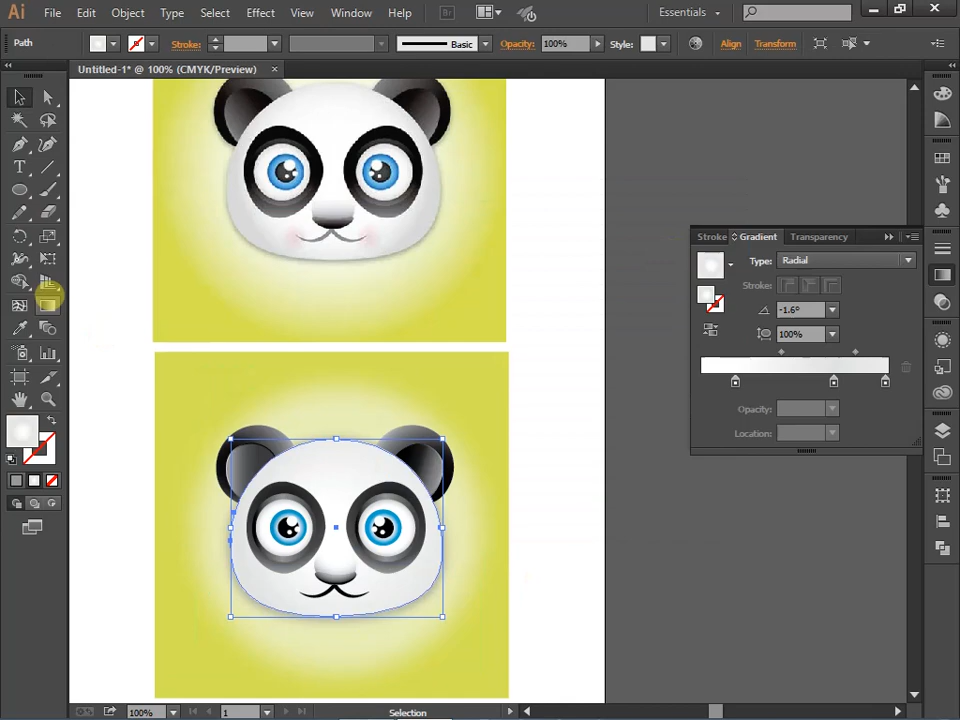 Ai File Edit Object Type Select Effect View Window Help Br Essentials
Path Stroke: Basic Opacity: 100% Style: Align Transform
Untitled-1* @ 100% (CMYK/Preview) ×
Stroke Gradient Transparency
Type: Radial
Stroke:
-1.6°
100%
Opacity:
Location:
100% 1 Selection